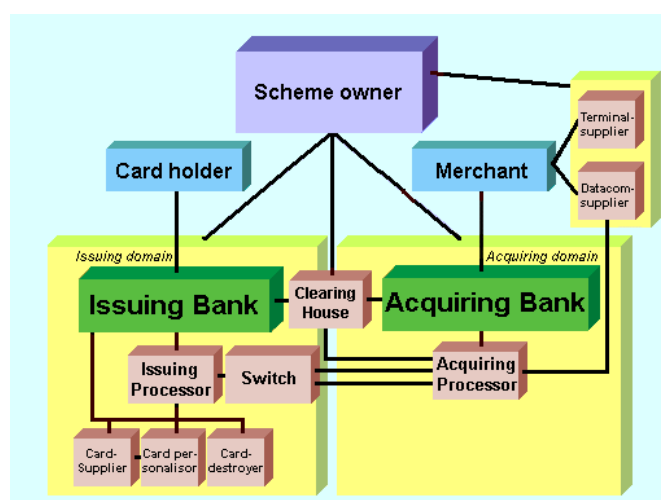 Scheme owner
Terminal-
supplier
Card holder
Merchant
Datacom-
supplier
Issuing domain
Acquiring domain
Issuing Bank
Clearing
House
Acquiring Bank
Issuing
Processor
Switch
Acquiring
Processor
Card-
Supplier
Card per-
sonalisor
Card-
destroyer